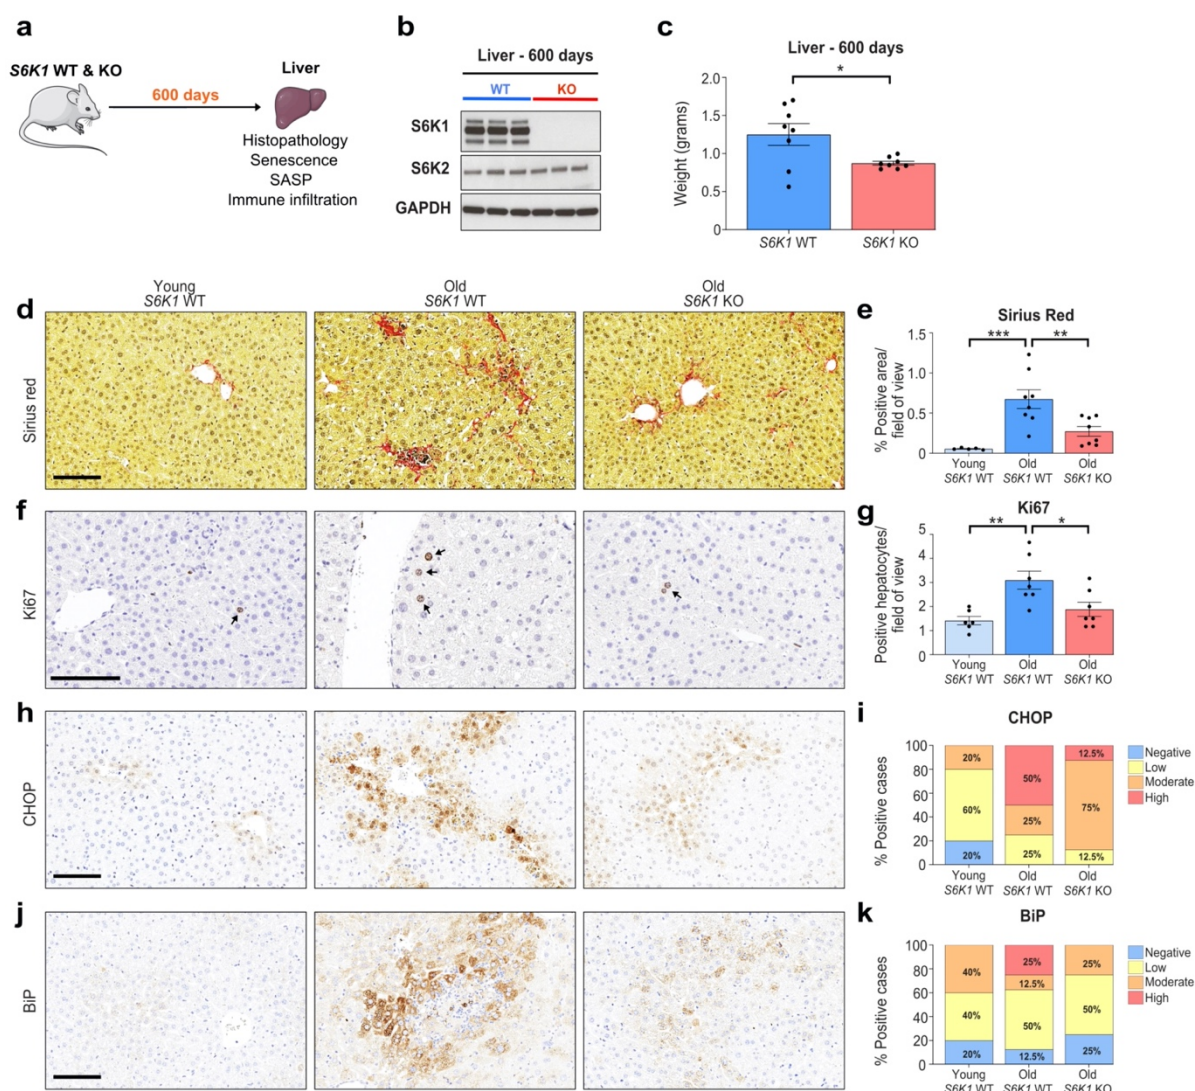 a
S6K1 WT & KO
600 days
Liver
Histopathology
Senescence
SASP
Immune infiltration
b
Liver - 600 days
WT
KO
S6K1
S6K2
GAPDH
c
Liver - 600 days
*
Weight (grams)
2.0
1.5
1.0
0.5
0
S6K1 WT
S6K1 KO
d
Young
S6K1 WT
Old
S6K1 WT
Old
S6K1 KO
Sirius red
e
Sirius Red
*** **
% Positive area/
field of view
1.5
1.0
0.5
0
Young
S6K1 WT
Old
S6K1 WT
Old
S6K1 KO
f
Ki67
g
Ki67
** *
Positive hepatocytes/
field of view
5
4
3
2
1
0
Young
S6K1 WT
Old
S6K1 WT
Old
S6K1 KO
h
CHOP
i
CHOP
% Positive cases
100
80
60
40
20
0
20%
60%
20%
50%
25%
25%
12.5%
75%
12.5%
Negative
Low
Moderate
High
Young
S6K1 WT
Old
S6K1 WT
Old
S6K1 KO
j
BiP
k
BiP
% Positive cases
100
80
60
40
20
0
40%
40%
20%
25%
12.5%
50%
12.5%
25%
50%
25%
Negative
Low
Moderate
High
Young
S6K1 WT
Old
S6K1 WT
Old
S6K1 KO